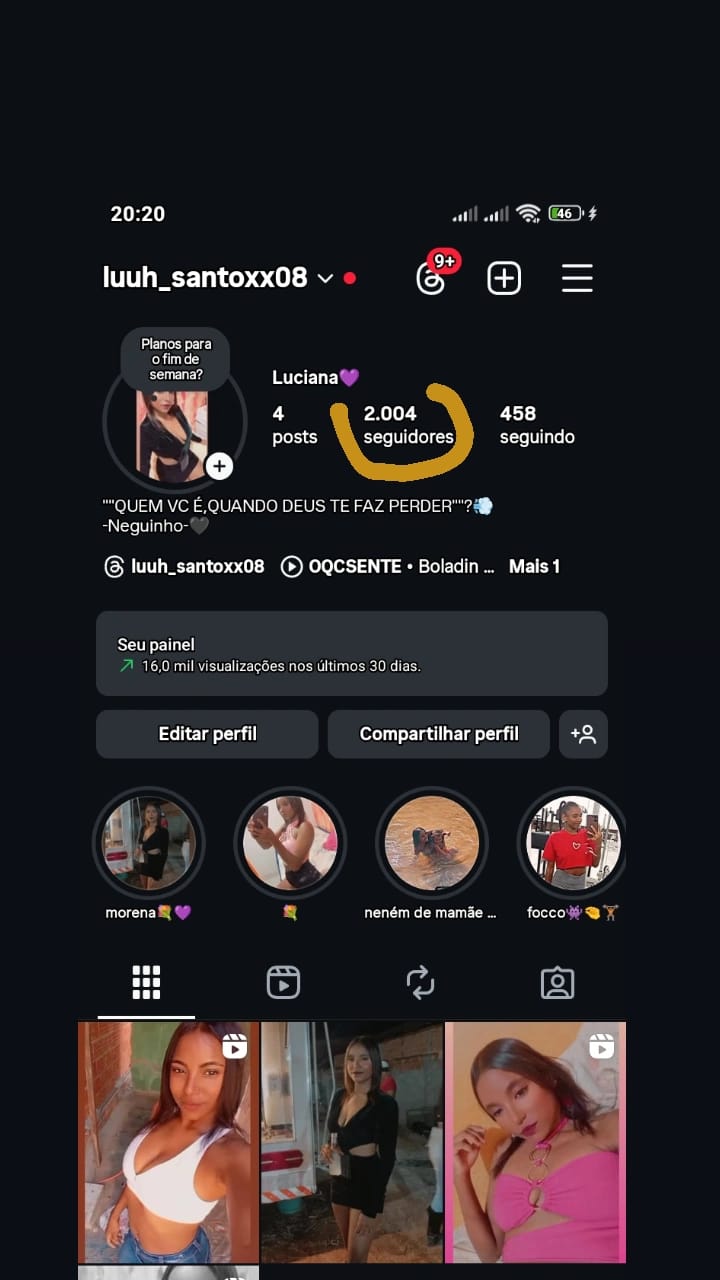 20:20
46
luuh_santoxx08
9+
Planos para
o fim de
semana?
Luciana💜
4
posts
2.004
seguidores
458
seguindo
""QUEM VC É,QUANDO DEUS TE FAZ PERDER""?💨
-Neguinho-🖤
luuh_santoxx08 OQCSENTE • Boladin ... Mais 1
Seu painel
16,0 mil visualizações nos últimos 30 dias.
Editar perfil
Compartilhar perfil
morena💐💜
💐
neném de mamãe ...
focco👾🤏🏋